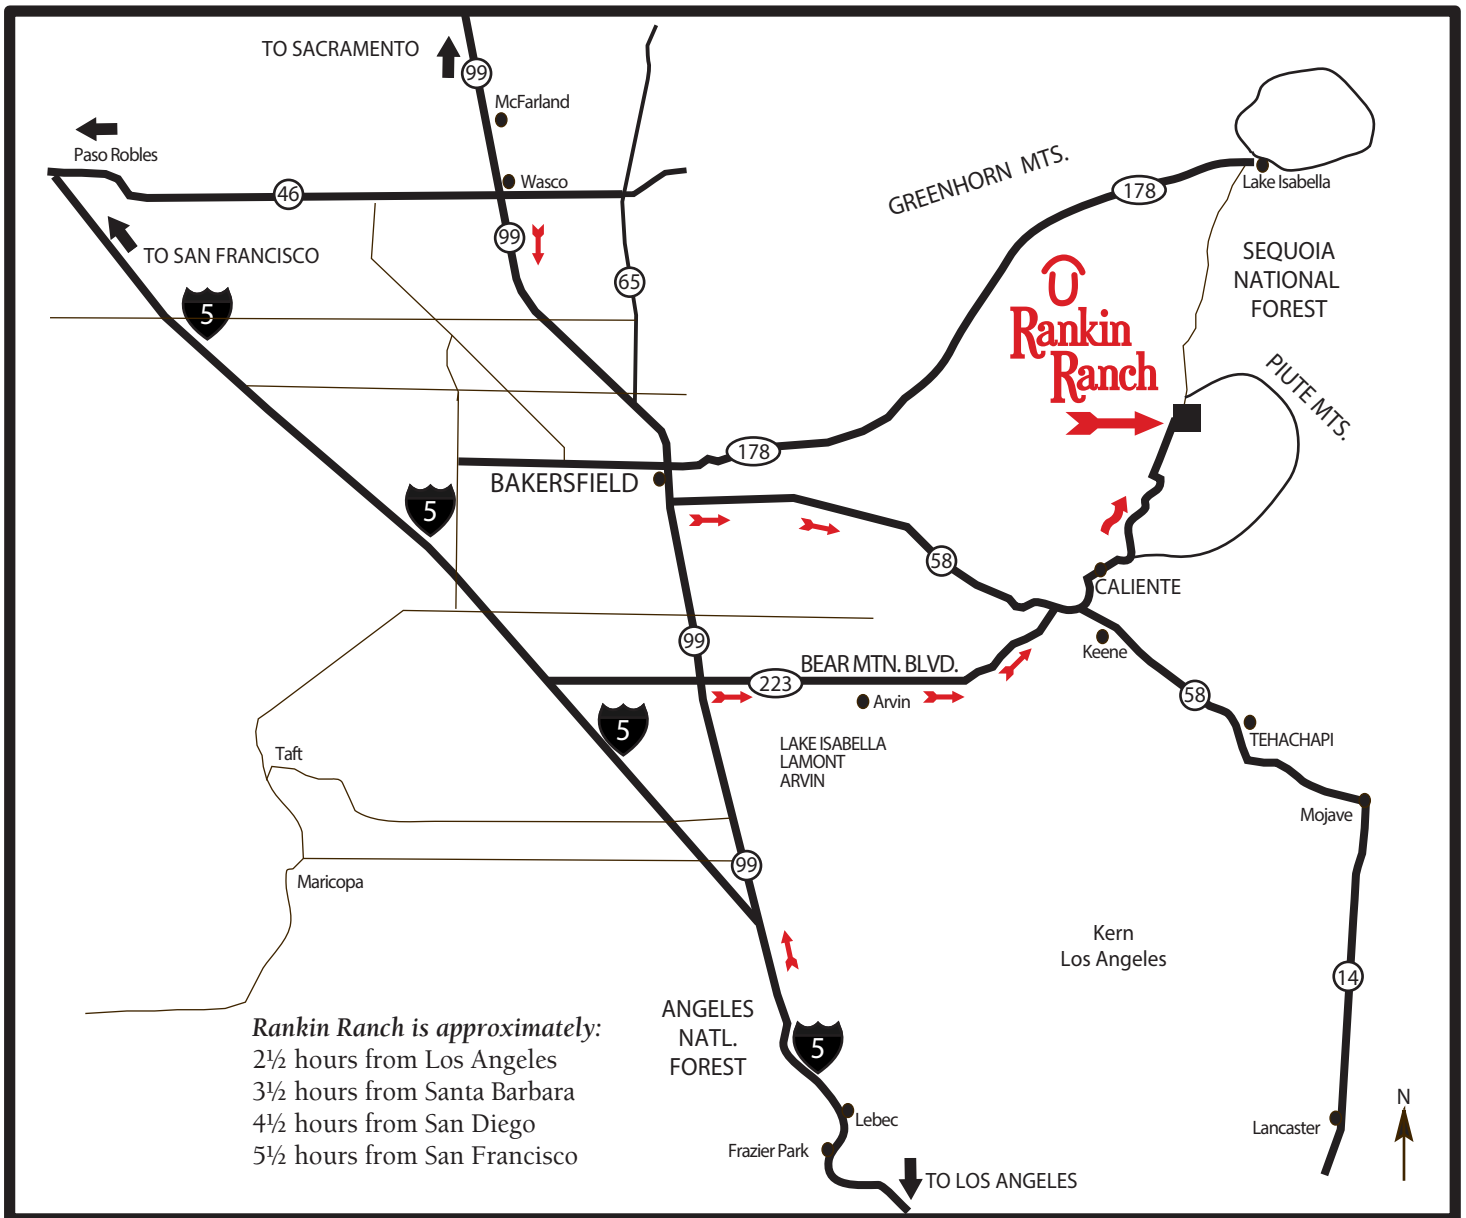 TO SACRAMENTO
99
McFarland
Paso Robles
Wasco
46
99
TO SAN FRANCISCO
5
65
GREENHORN MTS.
178
Lake Isabella
SEQUOIA
NATIONAL
FOREST
Rankin
Ranch
PIUTE MTS.
178
BAKERSFIELD
5
58
CALIENTE
99
Keene
BEAR MTN. BLVD.
223
Arvin
58
5
TEHACHAPI
LAKE ISABELLA
LAMONT
ARVIN
Taft
Mojave
99
Maricopa
Kern
Los Angeles
14
ANGELES
NATL.
FOREST
5
Rankin Ranch is approximately:
2½ hours from Los Angeles
3½ hours from Santa Barbara
4½ hours from San Diego
5½ hours from San Francisco
Lebec
Frazier Park
TO LOS ANGELES
Lancaster
N